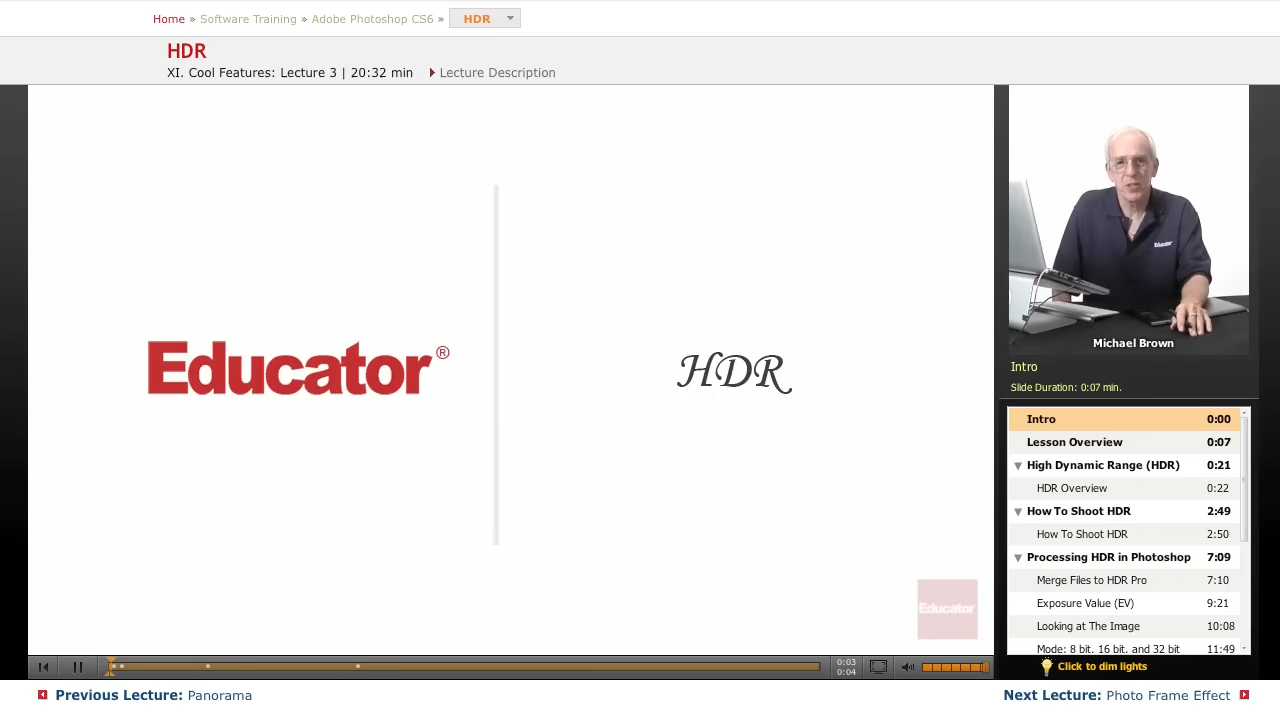 Home » Software Training » Adobe Photoshop CS6 » HDR
HDR
XI. Cool Features: Lecture 3 | 20:32 min Lecture Description
Educator®
HDR
Educator
Educator
Michael Brown
Intro
Slide Duration: 0:07 min.
Intro 0:00
Lesson Overview 0:07
High Dynamic Range (HDR) 0:21
HDR Overview 0:22
How To Shoot HDR 2:49
How To Shoot HDR 2:50
Processing HDR in Photoshop 7:09
Merge Files to HDR Pro 7:10
Exposure Value (EV) 9:21
Looking at The Image 10:08
Mode: 8 bit, 16 bit, and 32 bit 11:49
0:03
0:04
Click to dim lights
Previous Lecture: Panorama
Next Lecture: Photo Frame Effect